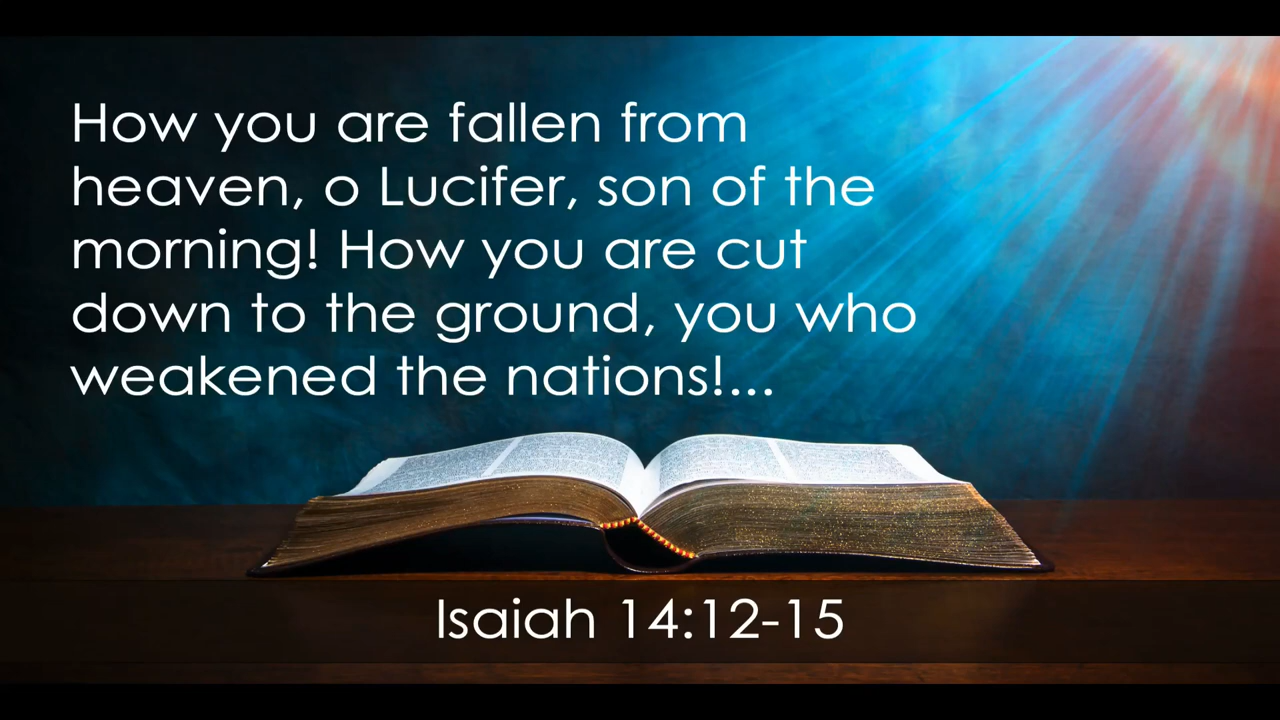 How you are fallen from
heaven, o Lucifer, son of the
morning! How you are cut
down to the ground, you who
weakened the nations!...
Isaiah 14:12-15